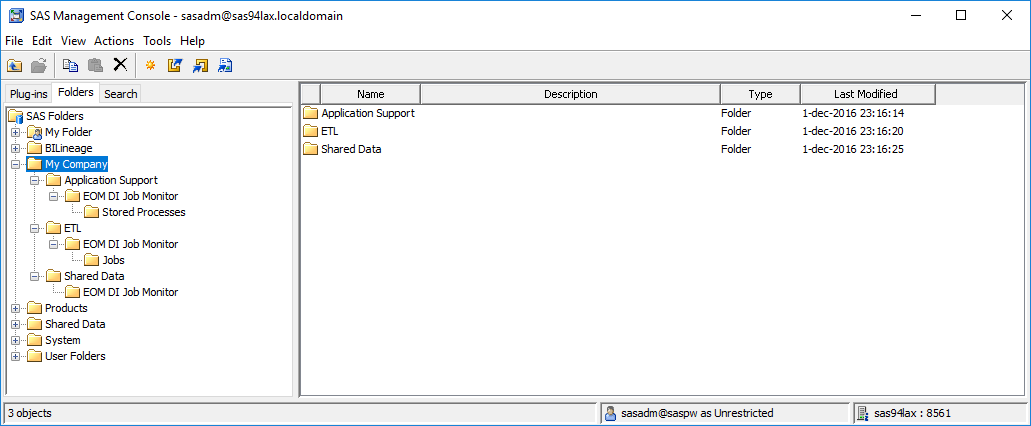 SAS Management Console - sasadm@sas94lax.localdomain
File Edit View Actions Tools Help
Plug-ins Folders Search
SAS Folders
My Folder
BILineage
My Company
Application Support
EOM DI Job Monitor
Stored Processes
ETL
EOM DI Job Monitor
Jobs
Shared Data
EOM DI Job Monitor
Products
Shared Data
System
User Folders
Name Description Type Last Modified
Application Support Folder 1-dec-2016 23:16:14
ETL Folder 1-dec-2016 23:16:20
Shared Data Folder 1-dec-2016 23:16:25
3 objects sasadm@saspw as Unrestricted sas94lax : 8561